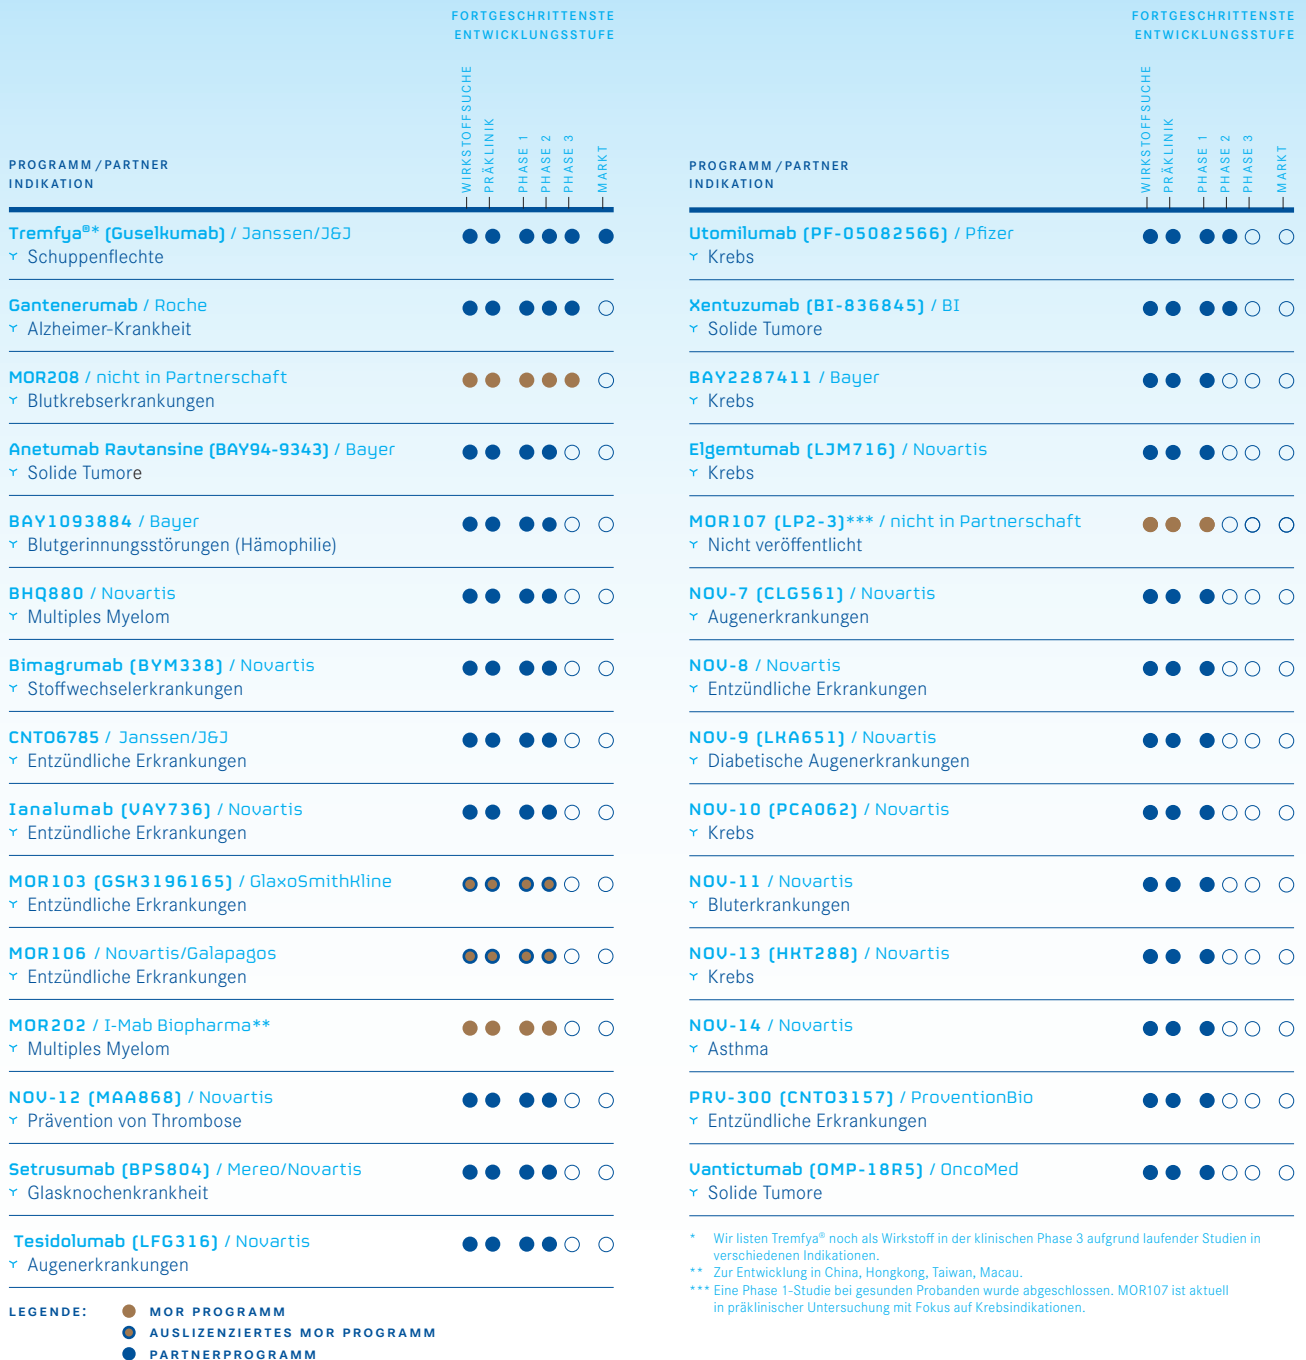 FORTGESCHRITTENSTE
ENTWICKLUNGSSTUFE
WIRKSTOFFSUCHE
PRÄKLINIK
PHASE 1
PHASE 2
PHASE 3
MARKT
PROGRAMM/PARTNER
INDIKATION
Tremfya®* (Guselkumab) / Janssen/J&J
Schuppenflechte
Gantenerumab / Roche
Alzheimer-Krankheit
MOR208 / nicht in Partnerschaft
Blutkrebserkrankungen
Anetumab Ravtansine (BAY94-9343) / Bayer
Solide Tumore
BAY1093884 / Bayer
Blutgerinnungsstörungen (Hämophilie)
BHQ880 / Novartis
Multiples Myelom
Bimagrumab (BYM338) / Novartis
Stoffwechselerkrankungen
CNTO6785 / Janssen/J&J
Entzündliche Erkrankungen
Ianalumab (VAY736) / Novartis
Entzündliche Erkrankungen
MOR103 (GSK3196165) / GlaxoSmithKline
Entzündliche Erkrankungen
MOR106 / Novartis/Galapagos
Entzündliche Erkrankungen
MOR202 / I-Mab Biopharma**
Multiples Myelom
NOV-12 (MAA868) / Novartis
Prävention von Thrombose
Setrusumab (BPS804) / Mereo/Novartis
Glasknochenkrankheit
Tesidolumab (LFG316) / Novartis
Augenerkrankungen
LEGENDE:
MOR PROGRAMM
AUSLIZENZIERTES MOR PROGRAMM
PARTNERPROGRAMM
FORTGESCHRITTENSTE
ENTWICKLUNGSSTUFE
WIRKSTOFFSUCHE
PRÄKLINIK
PHASE 1
PHASE 2
PHASE 3
MARKT
PROGRAMM/PARTNER
INDIKATION
Utomilumab (PF-05082566) / Pfizer
Krebs
Xentuzumab (BI-836845) / BI
Solide Tumore
BAY2287411 / Bayer
Krebs
Elgemtumab (LJM716) / Novartis
Krebs
MOR107 (LP2-3)*** / nicht in Partnerschaft
Nicht veröffentlicht
NOV-7 (CLG561) / Novartis
Augenerkrankungen
NOV-8 / Novartis
Entzündliche Erkrankungen
NOV-9 (LKA651) / Novartis
Diabetische Augenerkrankungen
NOV-10 (PCA062) / Novartis
Krebs
NOV-11 / Novartis
Bluterkrankungen
NOV-13 (HKT288) / Novartis
Krebs
NOV-14 / Novartis
Asthma
PRV-300 (CNTO3157) / ProventionBio
Entzündliche Erkrankungen
Vantictumab (OMP-18R5) / OncoMed
Solide Tumore
* Wir listen Tremfya® noch als Wirkstoff in der klinischen Phase 3 aufgrund laufender Studien in
verschiedenen Indikationen.
** Zur Entwicklung in China, Hongkong, Taiwan, Macau.
*** Eine Phase 1-Studie bei gesunden Probanden wurde abgeschlossen. MOR107 ist aktuell
in präklinischer Untersuchung mit Fokus auf Krebsindikationen.